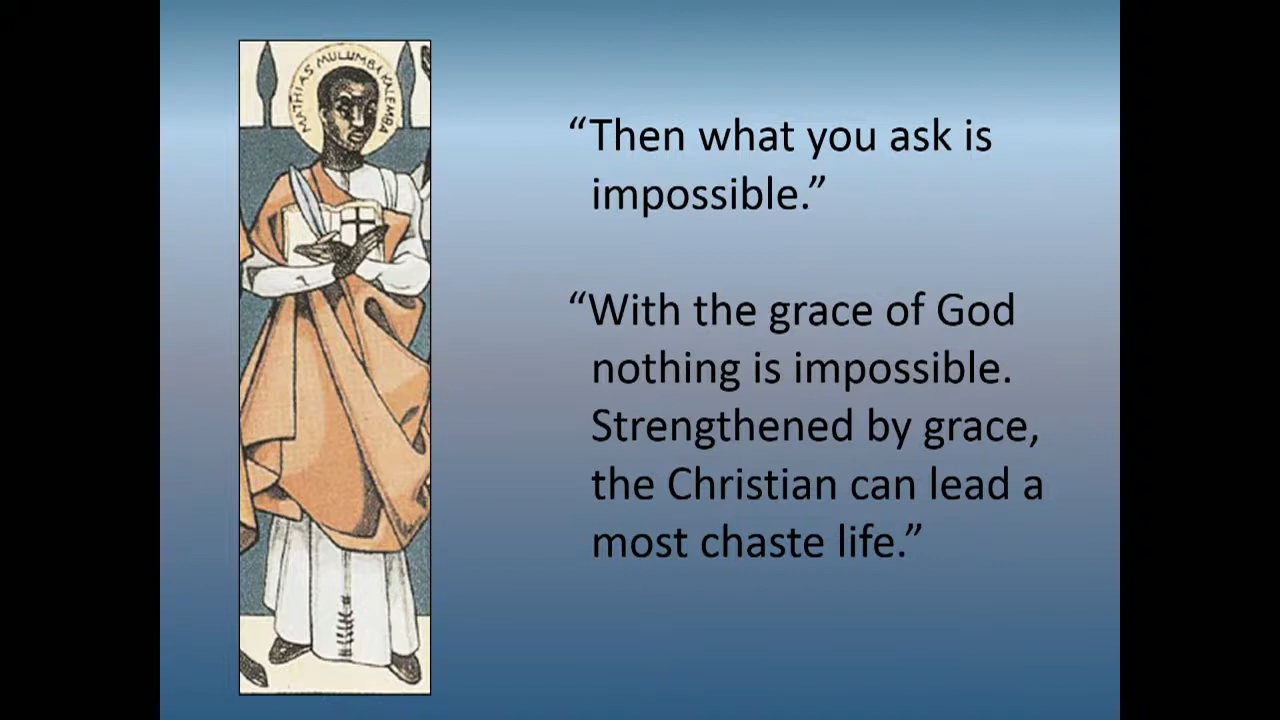 MATHIAS MULUMBA KALEMBA
“Then what you ask is
impossible.”
“With the grace of God
nothing is impossible.
Strengthened by grace,
the Christian can lead a
most chaste life.”